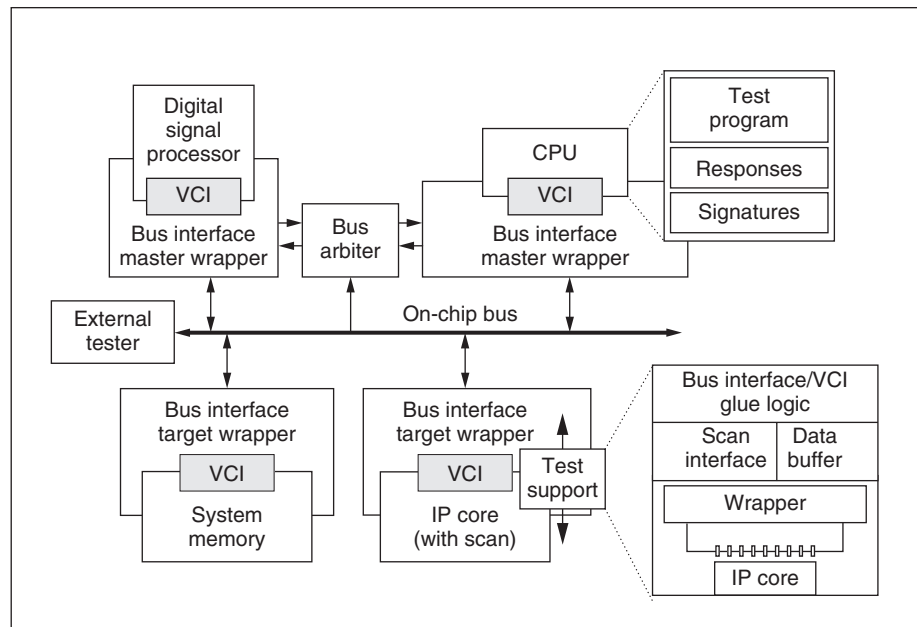 Digital
signal
processor
VCI
Bus interface
master wrapper
Bus
arbiter
CPU
VCI
Bus interface
master wrapper
Test
program
Responses
Signatures
External
tester
On-chip bus
Bus interface
target wrapper
VCI
System
memory
Bus interface
target wrapper
VCI
IP core
(with scan)
Test
support
Bus interface/VCI
glue logic
Scan
interface
Data
buffer
Wrapper
IP core